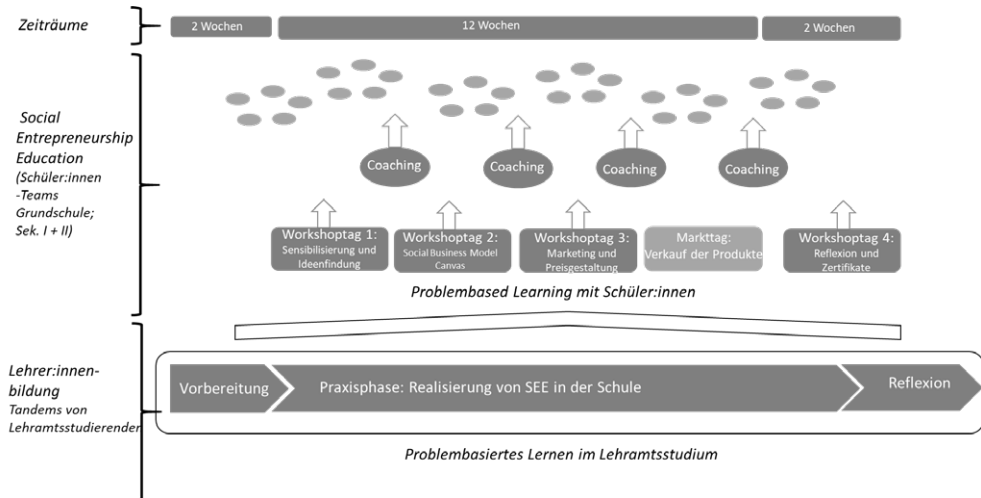 Zeiträume
2 Wochen
12 Wochen
2 Wochen
Social
Entrepreneurship
Education
(Schüler:innen
-Teams
Grundschule;
Sek. I + II)
Coaching
Coaching
Coaching
Coaching
Workshoptag 1:
Sensibilisierung und
Ideenfindung
Workshoptag 2:
Social Business Model
Canvas
Workshoptag 3:
Marketing und
Preisgestaltung
Markttag:
Verkauf der Produkte
Workshoptag 4:
Reflexion und
Zertifikate
Problembased Learning mit Schüler:innen
Lehrer:innen-
bildung
Tandems von
Lehramtsstudierender
Vorbereitung
Praxisphase: Realisierung von SEE in der Schule
Reflexion
Problembasiertes Lernen im Lehramtsstudium